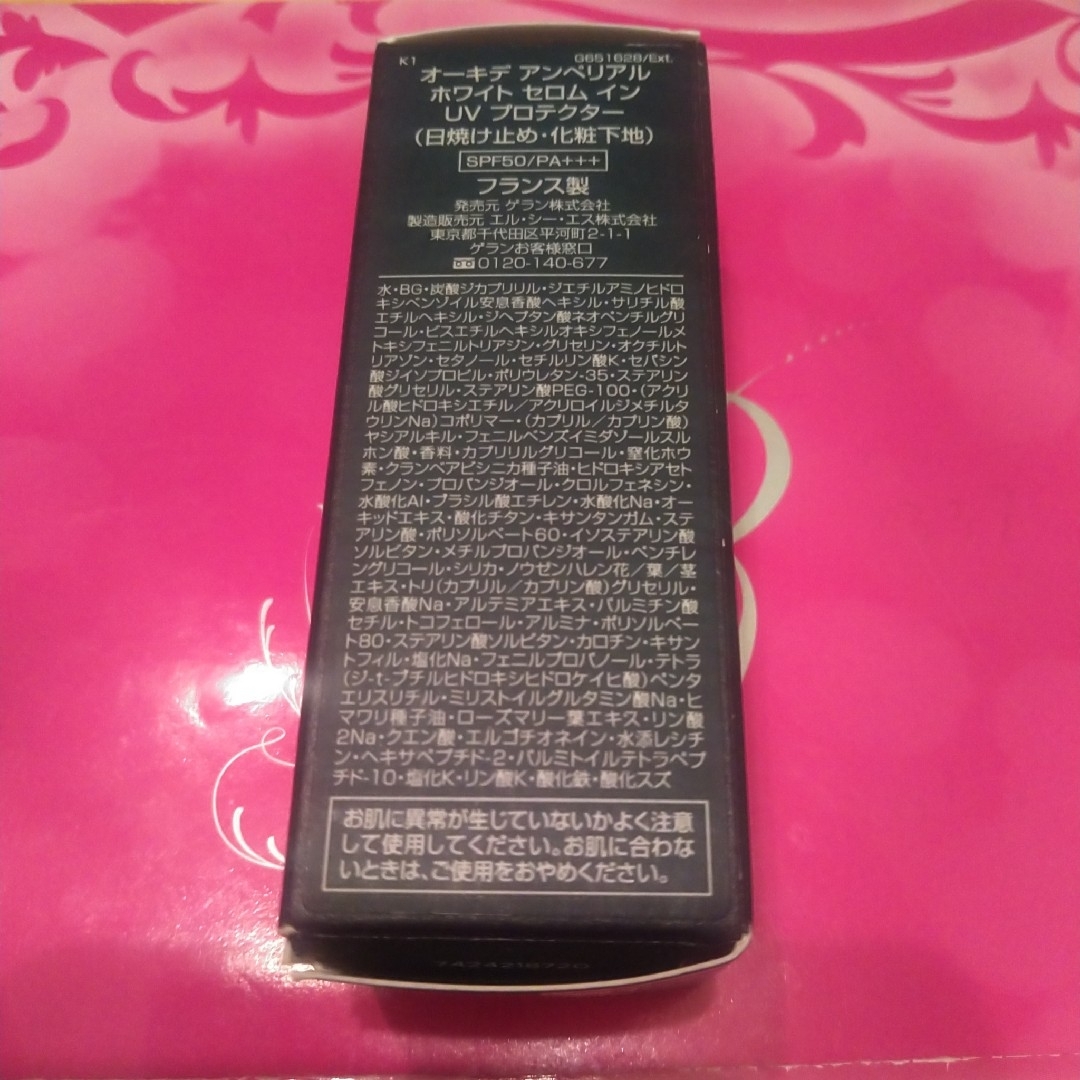 K1
G651628/Ext.
オーキデ アンペリアル
ホワイト セロム イン
UV プロテクター
(日焼け止め・化粧下地)
SPF50/PA+++
フランス製
発売元 ゲラン株式会社
製造販売元 エル・シー・エス株式会社
東京都千代田区平河町2-1-1
ゲランお客様窓口
0120-140-677
水・BG・炭酸ジカプリリル・ジエチルアミノヒドロ
キシベンゾイル安息香酸ヘキシル・サリチル酸
エチルヘキシル・ジヘプタン酸ネオペンチルグリ
コール・ビスエチルヘキシルオキシフェノールメ
トキシフェニルトリアジン・グリセリン・オクチルト
リアゾン・セタノール・セチルリン酸K・セバシン
酸ジイソプロピル・ポリウレタン-35・ステアリン
酸グリセリル・ステアリン酸PEG-100・(アクリ
ル酸ヒドロキシエチル/アクリロイルジメチルタ
ウリンNa)コポリマー・(カプリル/カプリン酸)
ヤシアルキル・フェニルベンズイミダゾールスル
ホン酸・香料・カプリリルグリコール・窒化ホウ
素・クランベアビシニカ種子油・ヒドロキシアセト
フェノン・プロパンジオール・クロルフェネシン・
水酸化Al・ブラシル酸エチレン・水酸化Na・オー
キッドエキス・酸化チタン・キサンタンガム・ステ
アリン酸・ポリソルベート60・イソステアリン酸
ソルビタン・メチルプロパンジオール・ペンチレ
ングリコール・シリカ・ノウゼンハレン花/葉/茎
エキス・トリ(カプリル/カプリン酸)グリセリル・
安息香酸Na・アルテミアエキス・パルミチン酸
セチル・トコフェロール・アルミナ・ポリソルベー
ト80・ステアリン酸ソルビタン・カロチン・キサン
トフィル・塩化Na・フェニルプロパノール・テトラ
(ジ-t-ブチルヒドロキシヒドロケイヒ酸)ペンタ
エリスリチル・ミリストイルグルタミン酸Na・ヒ
マワリ種子油・ローズマリー葉エキス・リン酸
2Na・クエン酸・エルゴチオネイン・水添レシチ
ン・ヘキサペプチド-2・パルミトイルテトラペプ
チド-10・塩化K・リン酸K・酸化鉄・酸化スズ
お肌に異常が生じていないかよく注意
して使用してください。お肌に合わな
いときは、ご使用をおやめください。